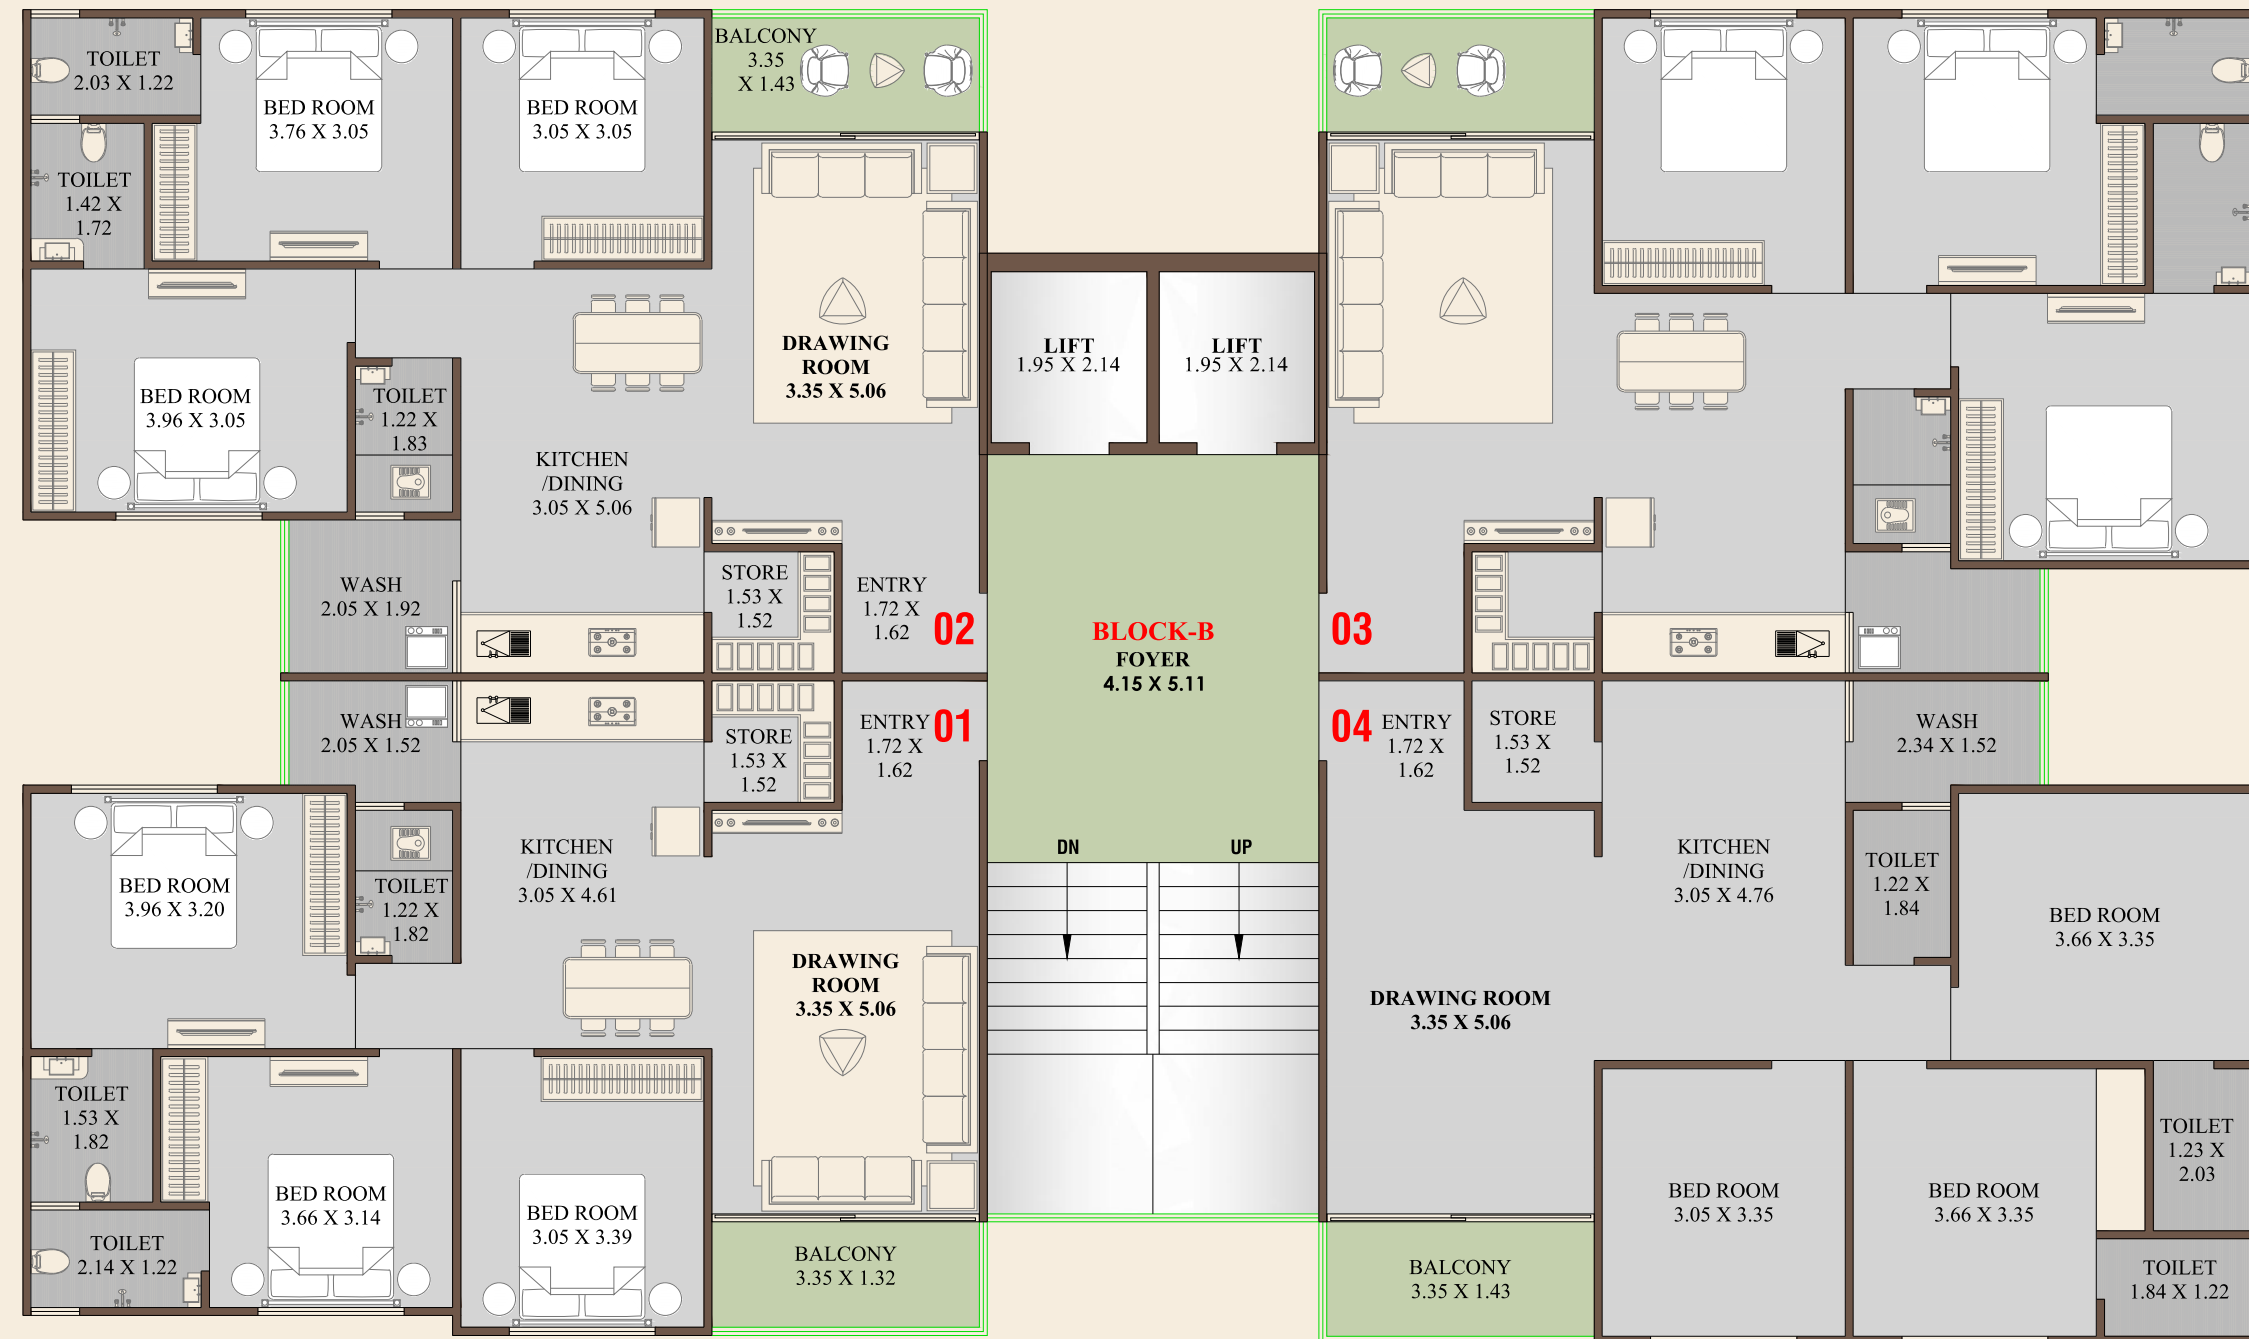 TOILET
2.03 X 1.22
BED ROOM
3.76 X 3.05
BED ROOM
3.05 X 3.05
BALCONY
3.35
X 1.43
TOILET
1.42 X
1.72
DRAWING
ROOM
3.35 X 5.06
LIFT
1.95 X 2.14
LIFT
1.95 X 2.14
BED ROOM
3.96 X 3.05
TOILET
1.22 X
1.83
KITCHEN
/DINING
3.05 X 5.06
WASH
2.05 X 1.92
STORE
1.53 X
1.52
ENTRY
1.72 X
1.62
02
BLOCK-B
FOYER
4.15 X 5.11
03
WASH
2.05 X 1.52
STORE
1.53 X
1.52
ENTRY
1.72 X
1.62
01
04
ENTRY
1.72 X
1.62
STORE
1.53 X
1.52
WASH
2.34 X 1.52
DN
UP
BED ROOM
3.96 X 3.20
TOILET
1.22 X
1.82
KITCHEN
/DINING
3.05 X 4.61
KITCHEN
/DINING
3.05 X 4.76
TOILET
1.22 X
1.84
BED ROOM
3.66 X 3.35
DRAWING
ROOM
3.35 X 5.06
DRAWING ROOM
3.35 X 5.06
TOILET
1.53 X
1.82
BED ROOM
3.66 X 3.14
BED ROOM
3.05 X 3.39
BED ROOM
3.05 X 3.35
BED ROOM
3.66 X 3.35
TOILET
1.23 X
2.03
TOILET
2.14 X 1.22
BALCONY
3.35 X 1.32
BALCONY
3.35 X 1.43
TOILET
1.84 X 1.22